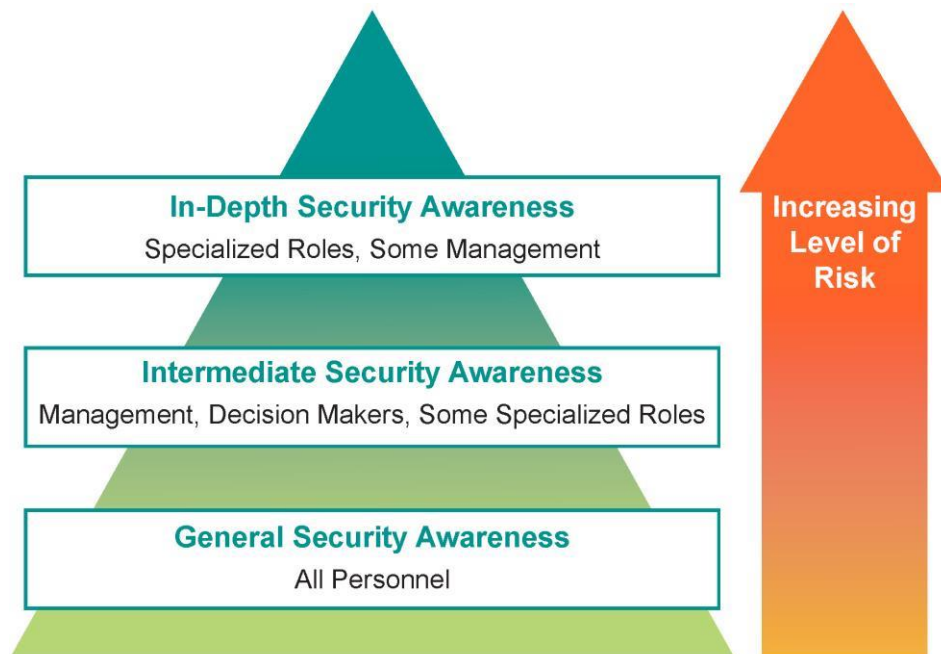 In-Depth Security Awareness
Specialized Roles, Some Management
Intermediate Security Awareness
Management, Decision Makers, Some Specialized Roles
General Security Awareness
All Personnel
Increasing
Level of
Risk